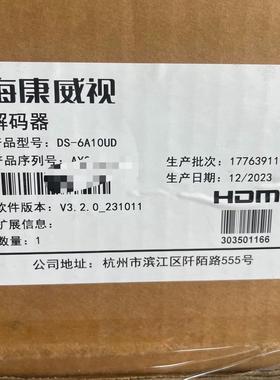 海康威视
解码器
产品型号: DS-6A10UD
产品序列号:
生产批次: 17763911
生产日期: 12/2023
软件版本: V3.2.0_231011
HDM
扩展信息:
数量: 1
303501166
公司地址: 杭州市滨江区阡陌路555号